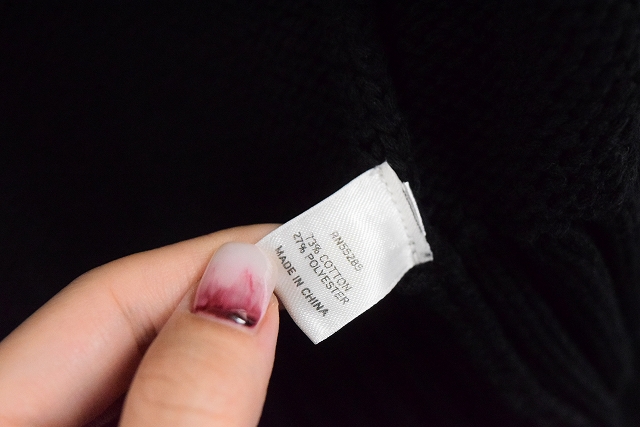 RN55285
73% COTTON
27% POLYESTER
MADE IN CHINA